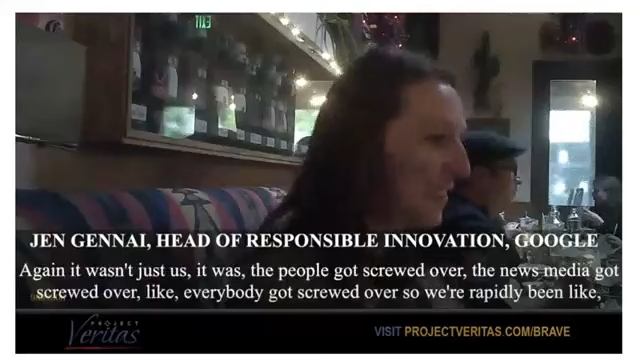 EXIT
JEN GENNAI, HEAD OF RESPONSIBLE INNOVATION, GOOGLE
Again it wasn't just us, it was, the people got screwed over, the news media got
screwed over, like, everybody got screwed over so we're rapidly been like,
PROJECT
Veritas
VISIT PROJECTVERITAS.COM/BRAVE